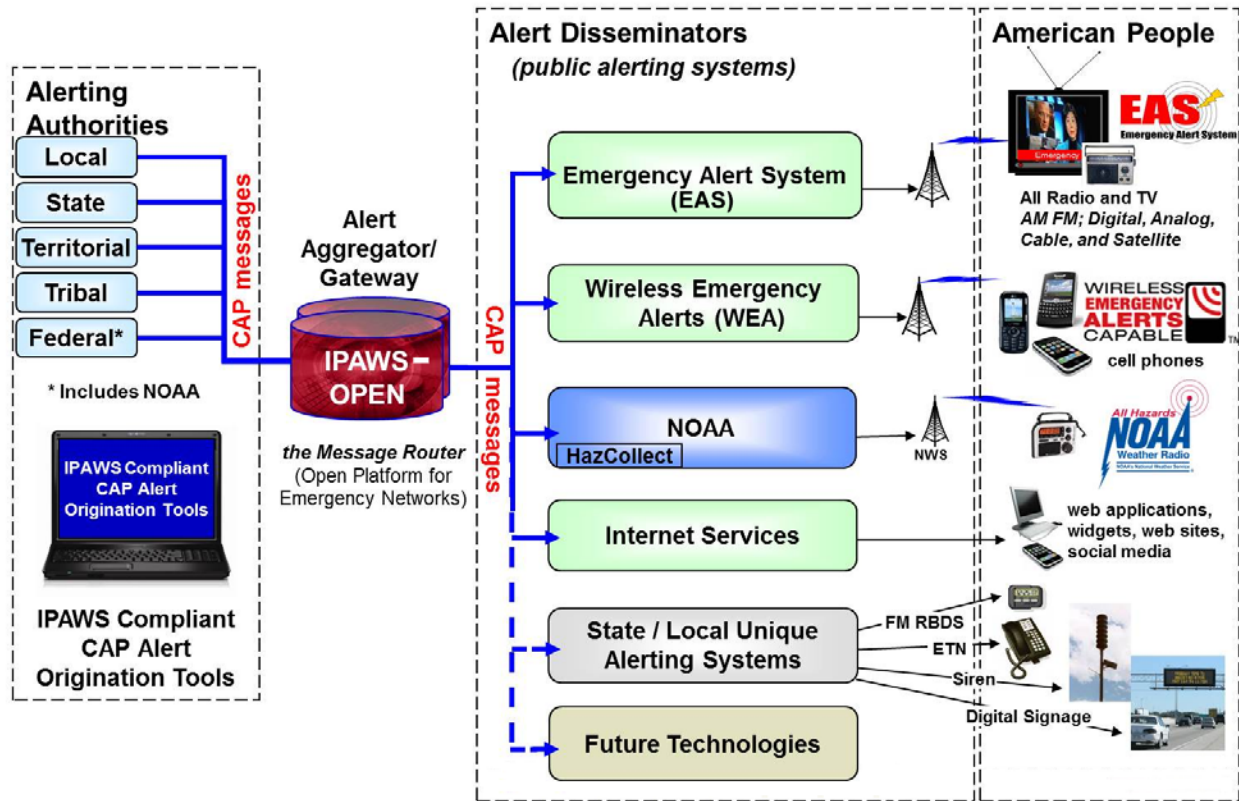 Alerting
Authorities
Local
State
Territorial
Tribal
Federal*
* Includes NOAA
IPAWS Compliant
CAP Alert
Origination Tools
IPAWS Compliant
CAP Alert
Origination Tools
CAP messages
Alert
Aggregator/
Gateway
IPAWS-
OPEN
the Message Router
(Open Platform for
Emergency Networks)
CAP
messages
Alert Disseminators
(public alerting systems)
Emergency Alert System
(EAS)
Wireless Emergency
Alerts (WEA)
NOAA
HazCollect
NWS
Internet Services
State / Local Unique
Alerting Systems
Future Technologies
FM RBDS
ETN
Siren
Digital Signage
American People
Emergency
EAS
Emergency Alert System
All Radio and TV
AM FM; Digital, Analog,
Cable, and Satellite
WIRELESS
EMERGENCY
ALERTS
CAPABLE
TM
cell phones
All Hazards
NOAA
Weather Radio
web applications,
widgets, web sites,
social media